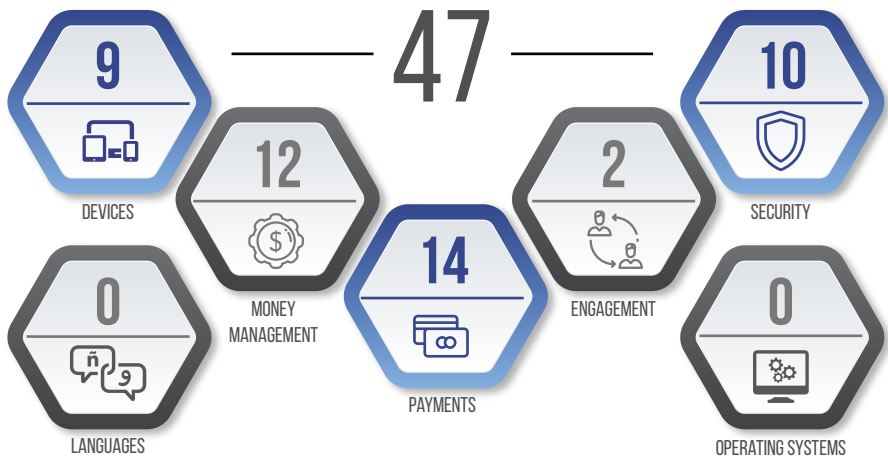 47
9
DEVICES
12
MONEY
MANAGEMENT
14
PAYMENTS
2
ENGAGEMENT
10
SECURITY
0
ñ و
LANGUAGES
$
0
OPERATING SYSTEMS